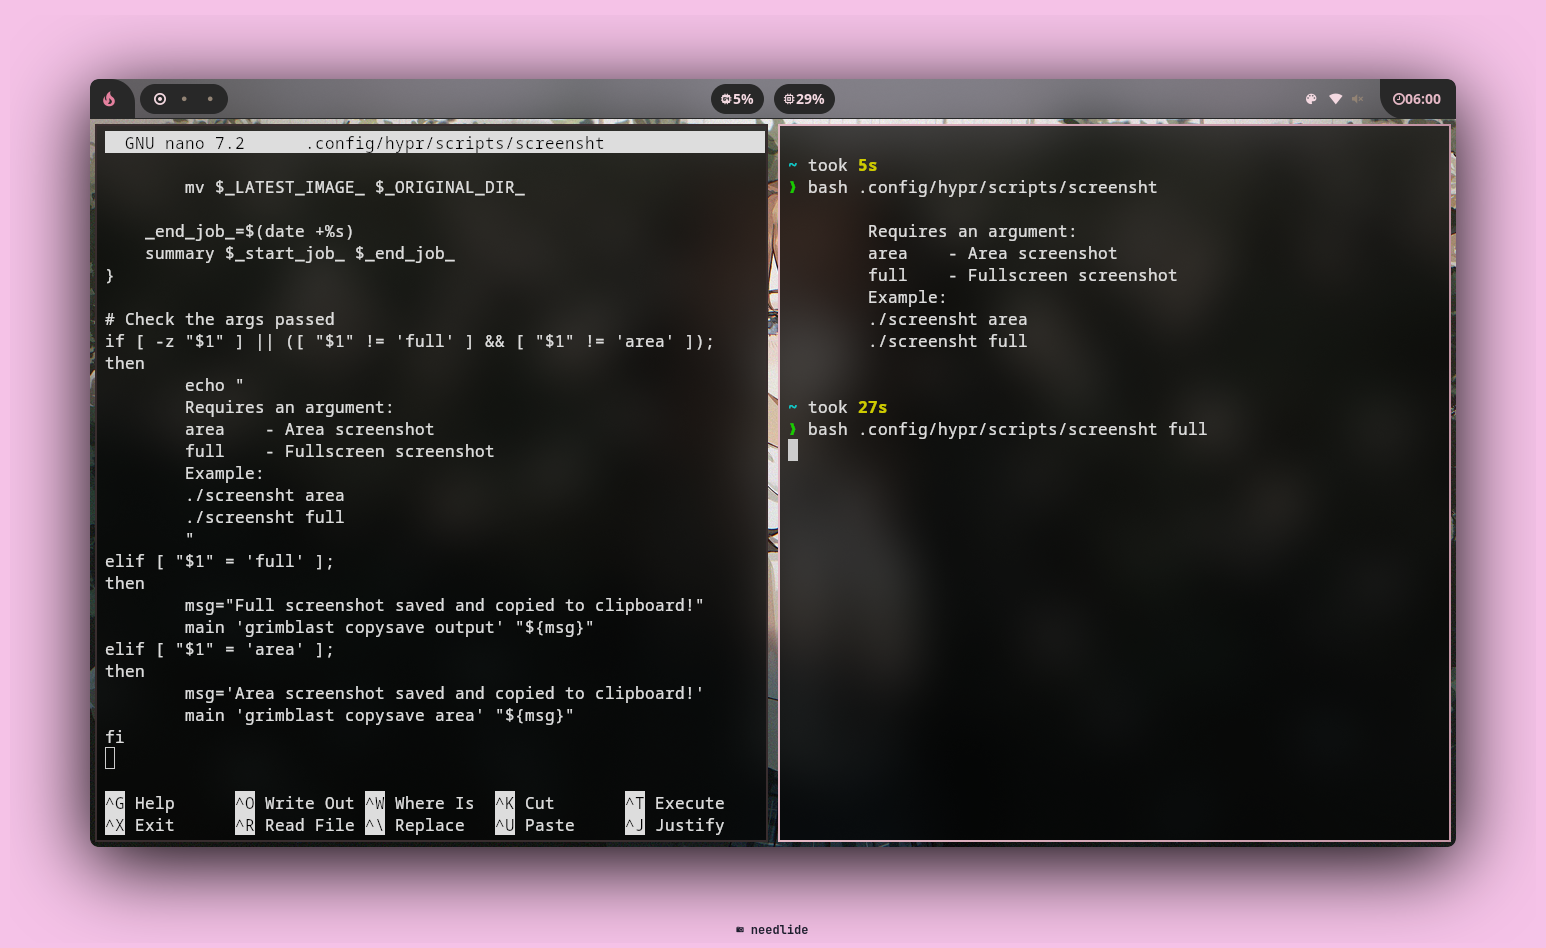 5%
29%
06:00
GNU nano 7.2      .config/hypr/scripts/screensht
        mv $_LATEST_IMAGE_ $_ORIGINAL_DIR_
    _end_job_=$(date +%s)
    summary $_start_job_ $_end_job_
}
# Check the args passed
if [ -z "$1" ] || ([ "$1" != 'full' ] && [ "$1" != 'area' ]);
then
        echo "
        Requires an argument:
        area    - Area screenshot
        full    - Fullscreen screenshot
        Example:
        ./screensht area
        ./screensht full
        "
elif [ "$1" = 'full' ];
then
        msg="Full screenshot saved and copied to clipboard!"
        main 'grimblast copysave output' "${msg}"
elif [ "$1" = 'area' ];
then
        msg='Area screenshot saved and copied to clipboard!'
        main 'grimblast copysave area' "${msg}"
fi
^G Help      ^O Write Out ^W Where Is  ^K Cut       ^T Execute
^X Exit      ^R Read File ^\ Replace   ^U Paste     ^J Justify
~ took 5s
❱ bash .config/hypr/scripts/screensht
        Requires an argument:
        area    - Area screenshot
        full    - Fullscreen screenshot
        Example:
        ./screensht area
        ./screensht full
~ took 27s
❱ bash .config/hypr/scripts/screensht full
needlide